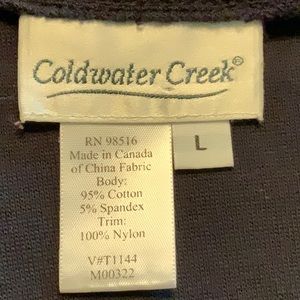 Coldwater Creek®
L
RN 98516
Made in Canada
of China Fabric
Body:
95% Cotton
5% Spandex
Trim:
100% Nylon
V#T1144
M00322